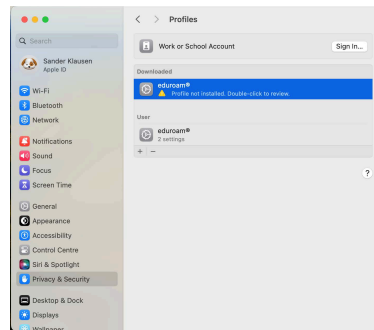 Profiles
Search
Sander Klausen
Apple ID
Wi-Fi
Bluetooth
Network
Notifications
Sound
Focus
Screen Time
General
Appearance
Accessibility
Control Centre
Siri & Spotlight
Privacy & Security
Desktop & Dock
Displays
Wallpaper
Work or School Account
Sign In...
Downloaded
eduroam®
Profile not installed. Double-click to review.
User
eduroam®
2 settings
+ −
?